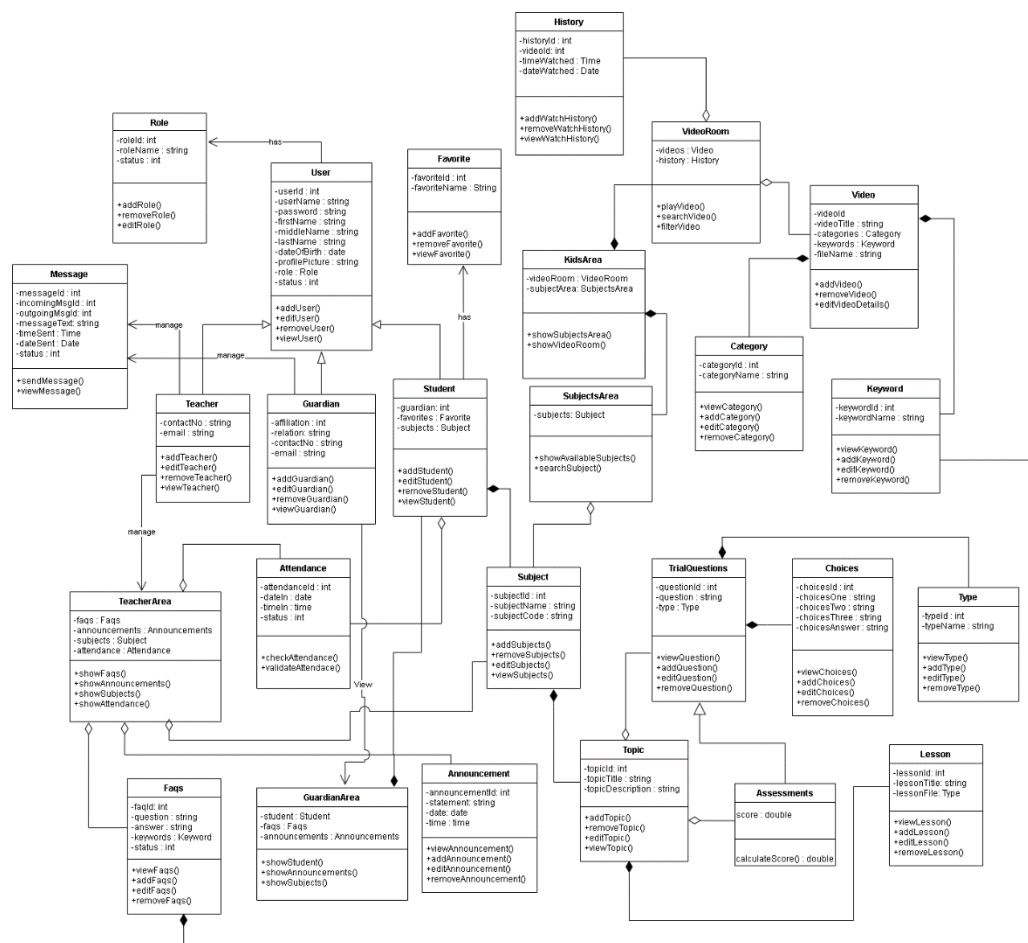 History
-historyId : int
-videoId: int
-timeWatched : Time
-dateWatched : Date
+addWatchHistory()
+removeWatchHistory()
+viewWatchHistory()
Role
-roleId: int
-roleName : string
-status : int
+addRole()
+removeRole()
+editRole()
has
User
-userId : int
-userName : string
-password : string
-firstName : string
-middleName : string
-lastName : string
-dateOfBirth : date
-profilePicture : string
-role : Role
-status : int
+addUser()
+editUser()
+removeUser()
+viewUser()
Favorite
-favoriteId : int
-favoriteName : String
+addFavorite()
+removeFavorite()
+viewFavorite()
has
VideoRoom
-videos : Video
-history : History
+playVideo()
+searchVideo()
+filterVideo
Video
-videoId
-videoTitle : string
-categories : Category
-keywords : Keyword
-fileName : string
+addVideo()
+removeVideo()
+editVideoDetails()
KidsArea
-videoRoom : VideoRoom
-subjectArea : SubjectsArea
+showSubjectsArea()
+showVideoRoom()
Message
-messageId : int
-incomingMsgId : int
-outgoingMsgId: int
-messageText: string
-timeSent : Time
-dateSent : Date
-status : int
+sendMessage()
+viewMessage()
manage
manage
Category
-categoryId : int
-categoryName : string
+viewCategory()
+addCategory()
+editCategory()
+removeCategory()
Keyword
-keywordId : int
-keywordName : string
+viewKeyword()
+addKeyword()
+editKeyword()
+removeKeyword()
Teacher
-contactNo : string
-email : string
+addTeacher()
+editTeacher()
+removeTeacher()
+viewTeacher()
manage
Guardian
-affiliation : int
-relation: string
-contactNo : string
-email : string
+addGuardian()
+editGuardian()
+removeGuardian()
+viewGuardian()
Student
-guardian: int
-favorites : Favorite
-subjects : Subject
+addStudent()
+editStudent()
+removeStudent()
+viewStudent()
SubjectsArea
-subjects: Subject
+showAvailableSubjects()
+searchSubject()
TeacherArea
-faqs : Faqs
-announcements : Announcements
-subjects : Subject
-attendance : Attendance
+showFaqs()
+showAnnouncements()
+showSubjects()
+showAttendance()
Attendance
-attendanceId : int
-dateIn : date
-timeIn : time
-status : int
+checkAttendance()
+validateAttendace()
View
Subject
-subjectId : int
-subjectName : string
-subjectCode : string
+addSubjects()
+removeSubjects()
+editSubjects()
+viewSubjects()
TrialQuestions
-questionId : int
-question : string
-type : Type
+viewQuestion()
+addQuestion()
+editQuestion()
+removeQuestion()
Choices
-choicesId : int
-choicesOne : string
-choicesTwo : string
-choicesThree : string
-choicesAnswer : string
+viewChoices()
+addChoices()
+editChoices()
+removeChoices()
Type
-typeId : int
-typeName : string
+viewType()
+addType()
+editType()
+removeType()
Faqs
-faqId : int
-question : string
-answer : string
-keywords : Keyword
-status : int
+viewFaqs()
+addFaqs()
+editFaqs()
+removeFaqs()
GuardianArea
-student : Student
-faqs : Faqs
-announcements : Announcements
+showStudent()
+showAnnouncements()
+showSubjects()
Announcement
-announcementId : int
-statement : string
-date : date
-time : time
+viewAnnouncement()
+addAnnouncement()
+editAnnouncement()
+removeAnnouncement()
Topic
-topicId : int
-topicTitle : string
-topicDescription : string
+addTopic()
+removeTopic()
+editTopic()
+viewTopic()
Assessments
score : double
calculateScore() : double
Lesson
-lessonId : int
-lessonTitle : string
-lessonFile : Type
+viewLesson()
+addLesson()
+editLesson()
+removeLesson()